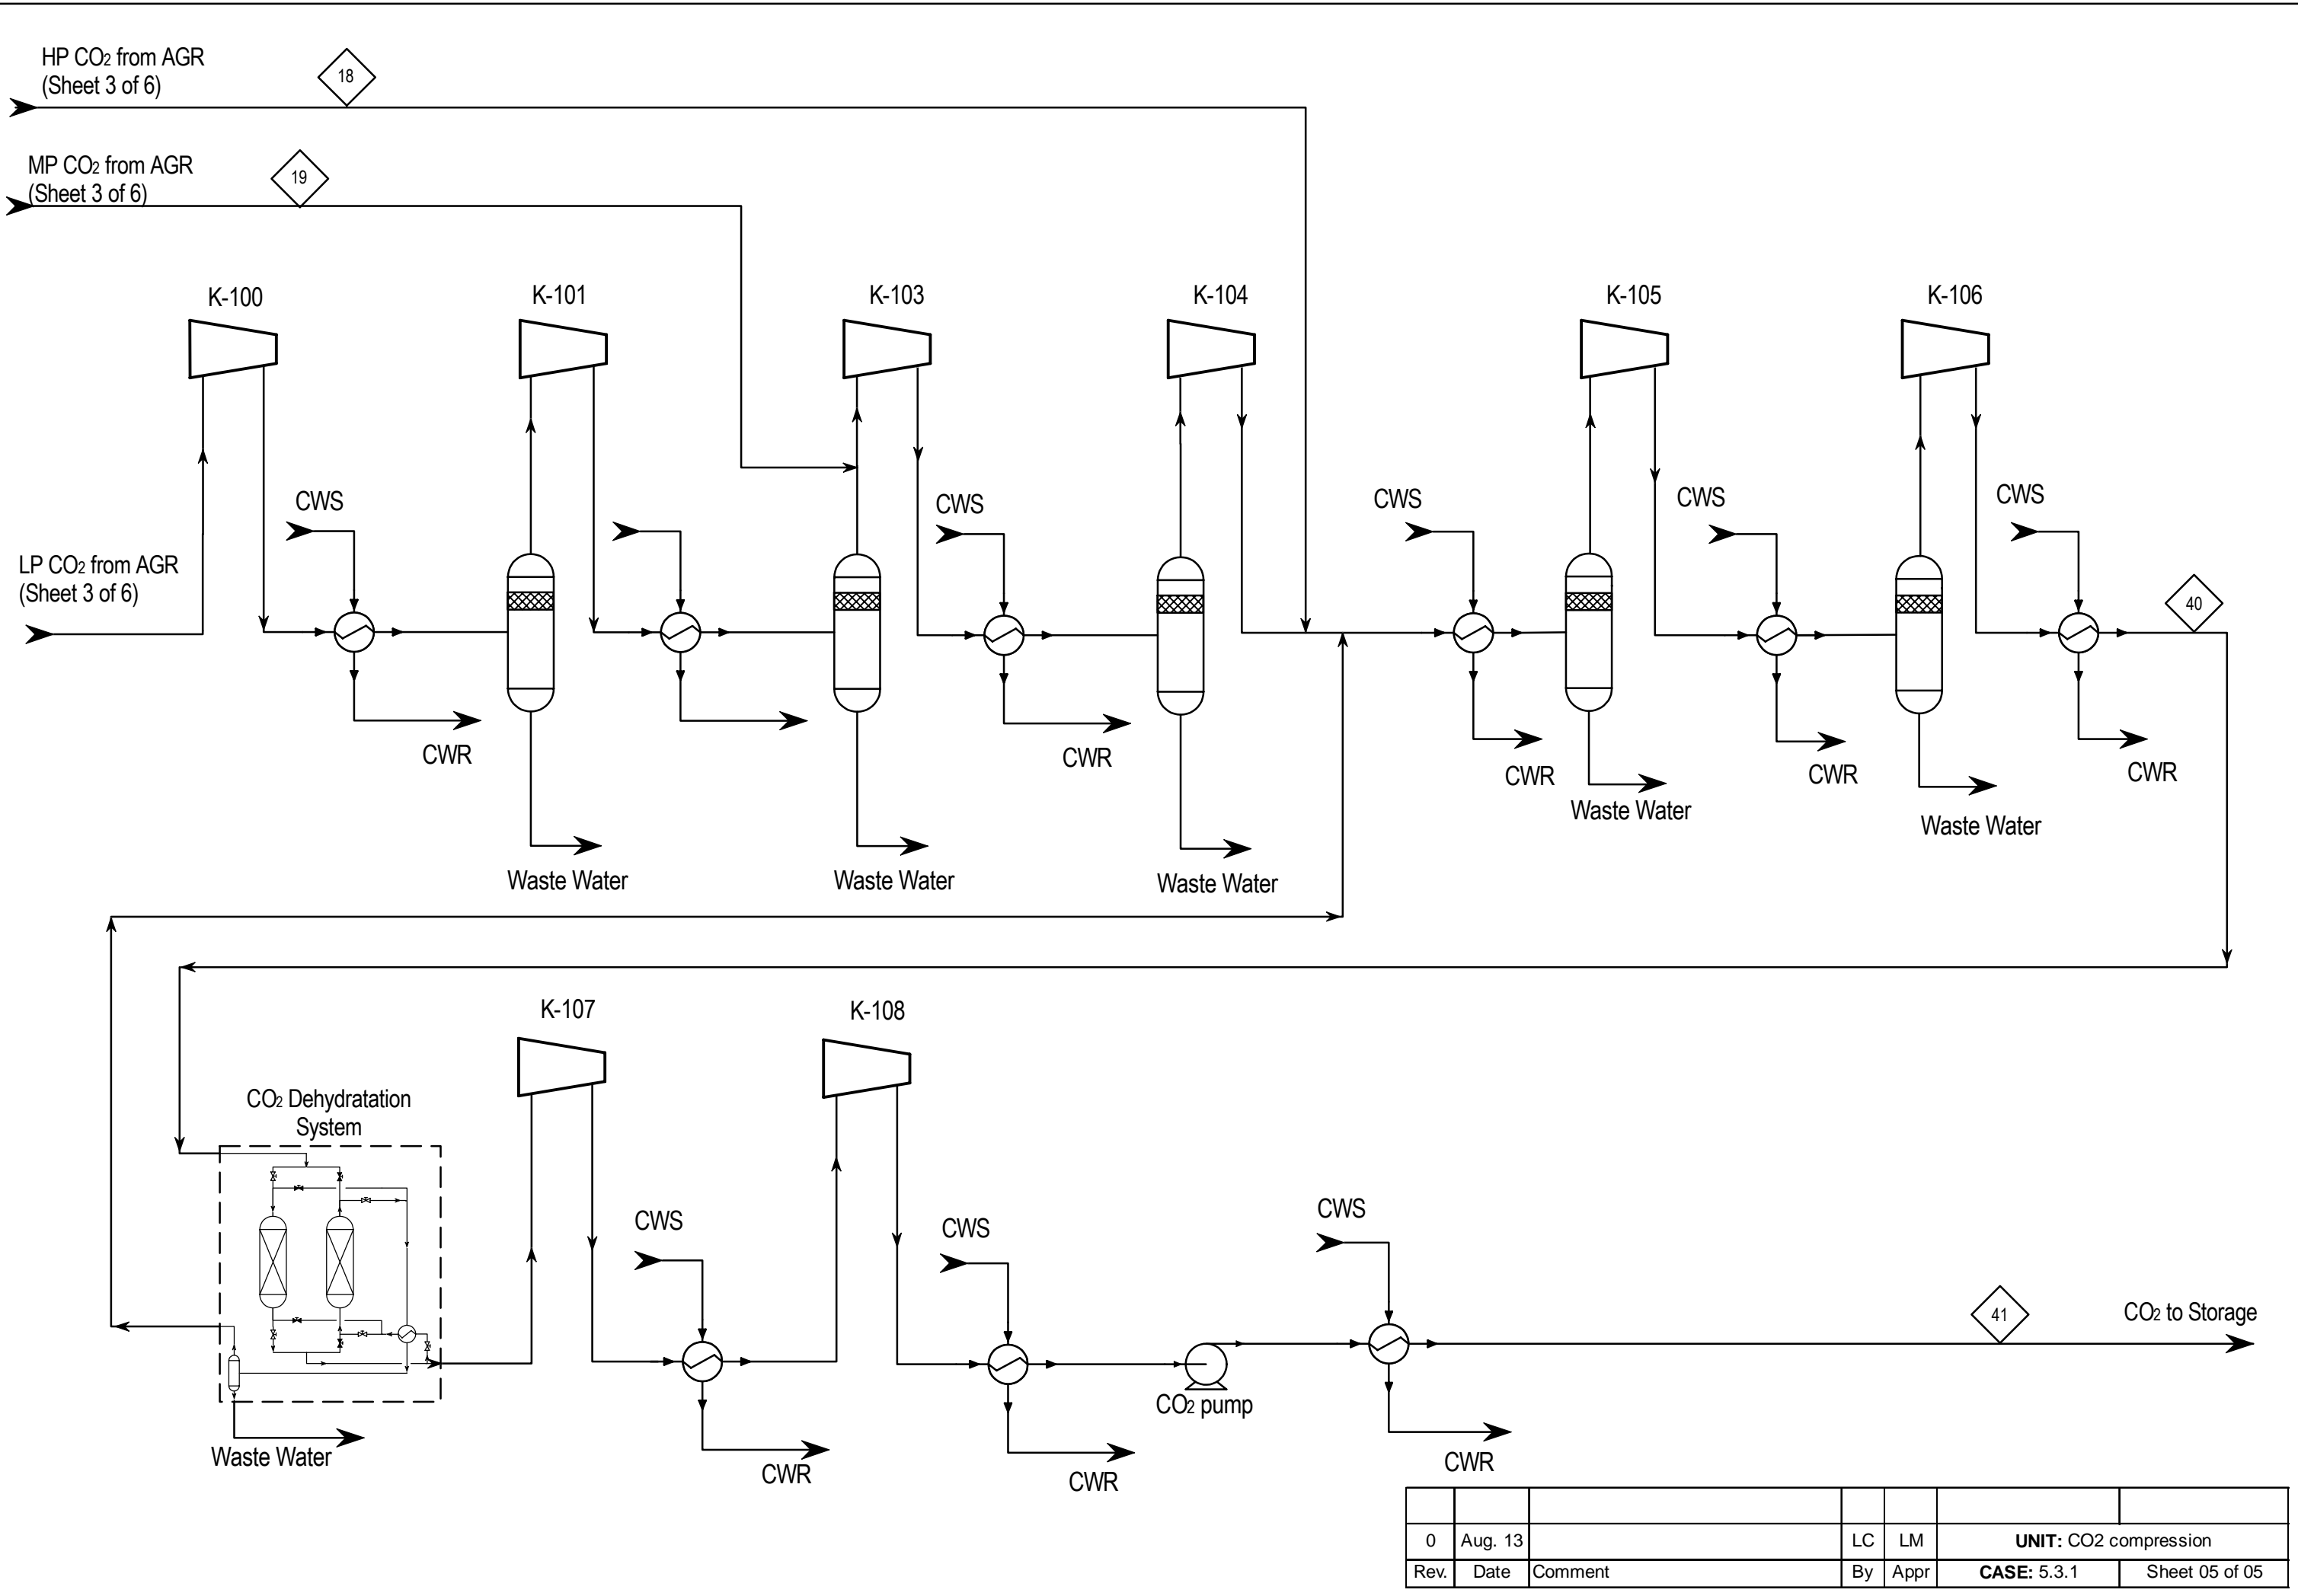 HP CO2 from AGR
(Sheet 3 of 6)
18
MP CO2 from AGR
(Sheet 3 of 6)
19
K-100
K-101
K-103
K-104
K-105
K-106
CWS
CWS
CWS
CWS
CWS
LP CO2 from AGR
(Sheet 3 of 6)
40
CWR
CWR
CWR
CWR
CWR
Waste Water
Waste Water
Waste Water
Waste Water
Waste Water
K-107
K-108
CO2 Dehydratation
System
CWS
CWS
CWS
41
CO2 to Storage
CO2 pump
Waste Water
CWR
CWR
CWR
0 Aug. 13 LC LM UNIT: CO2 compression
Rev. Date Comment By Appr CASE: 5.3.1 Sheet 05 of 05